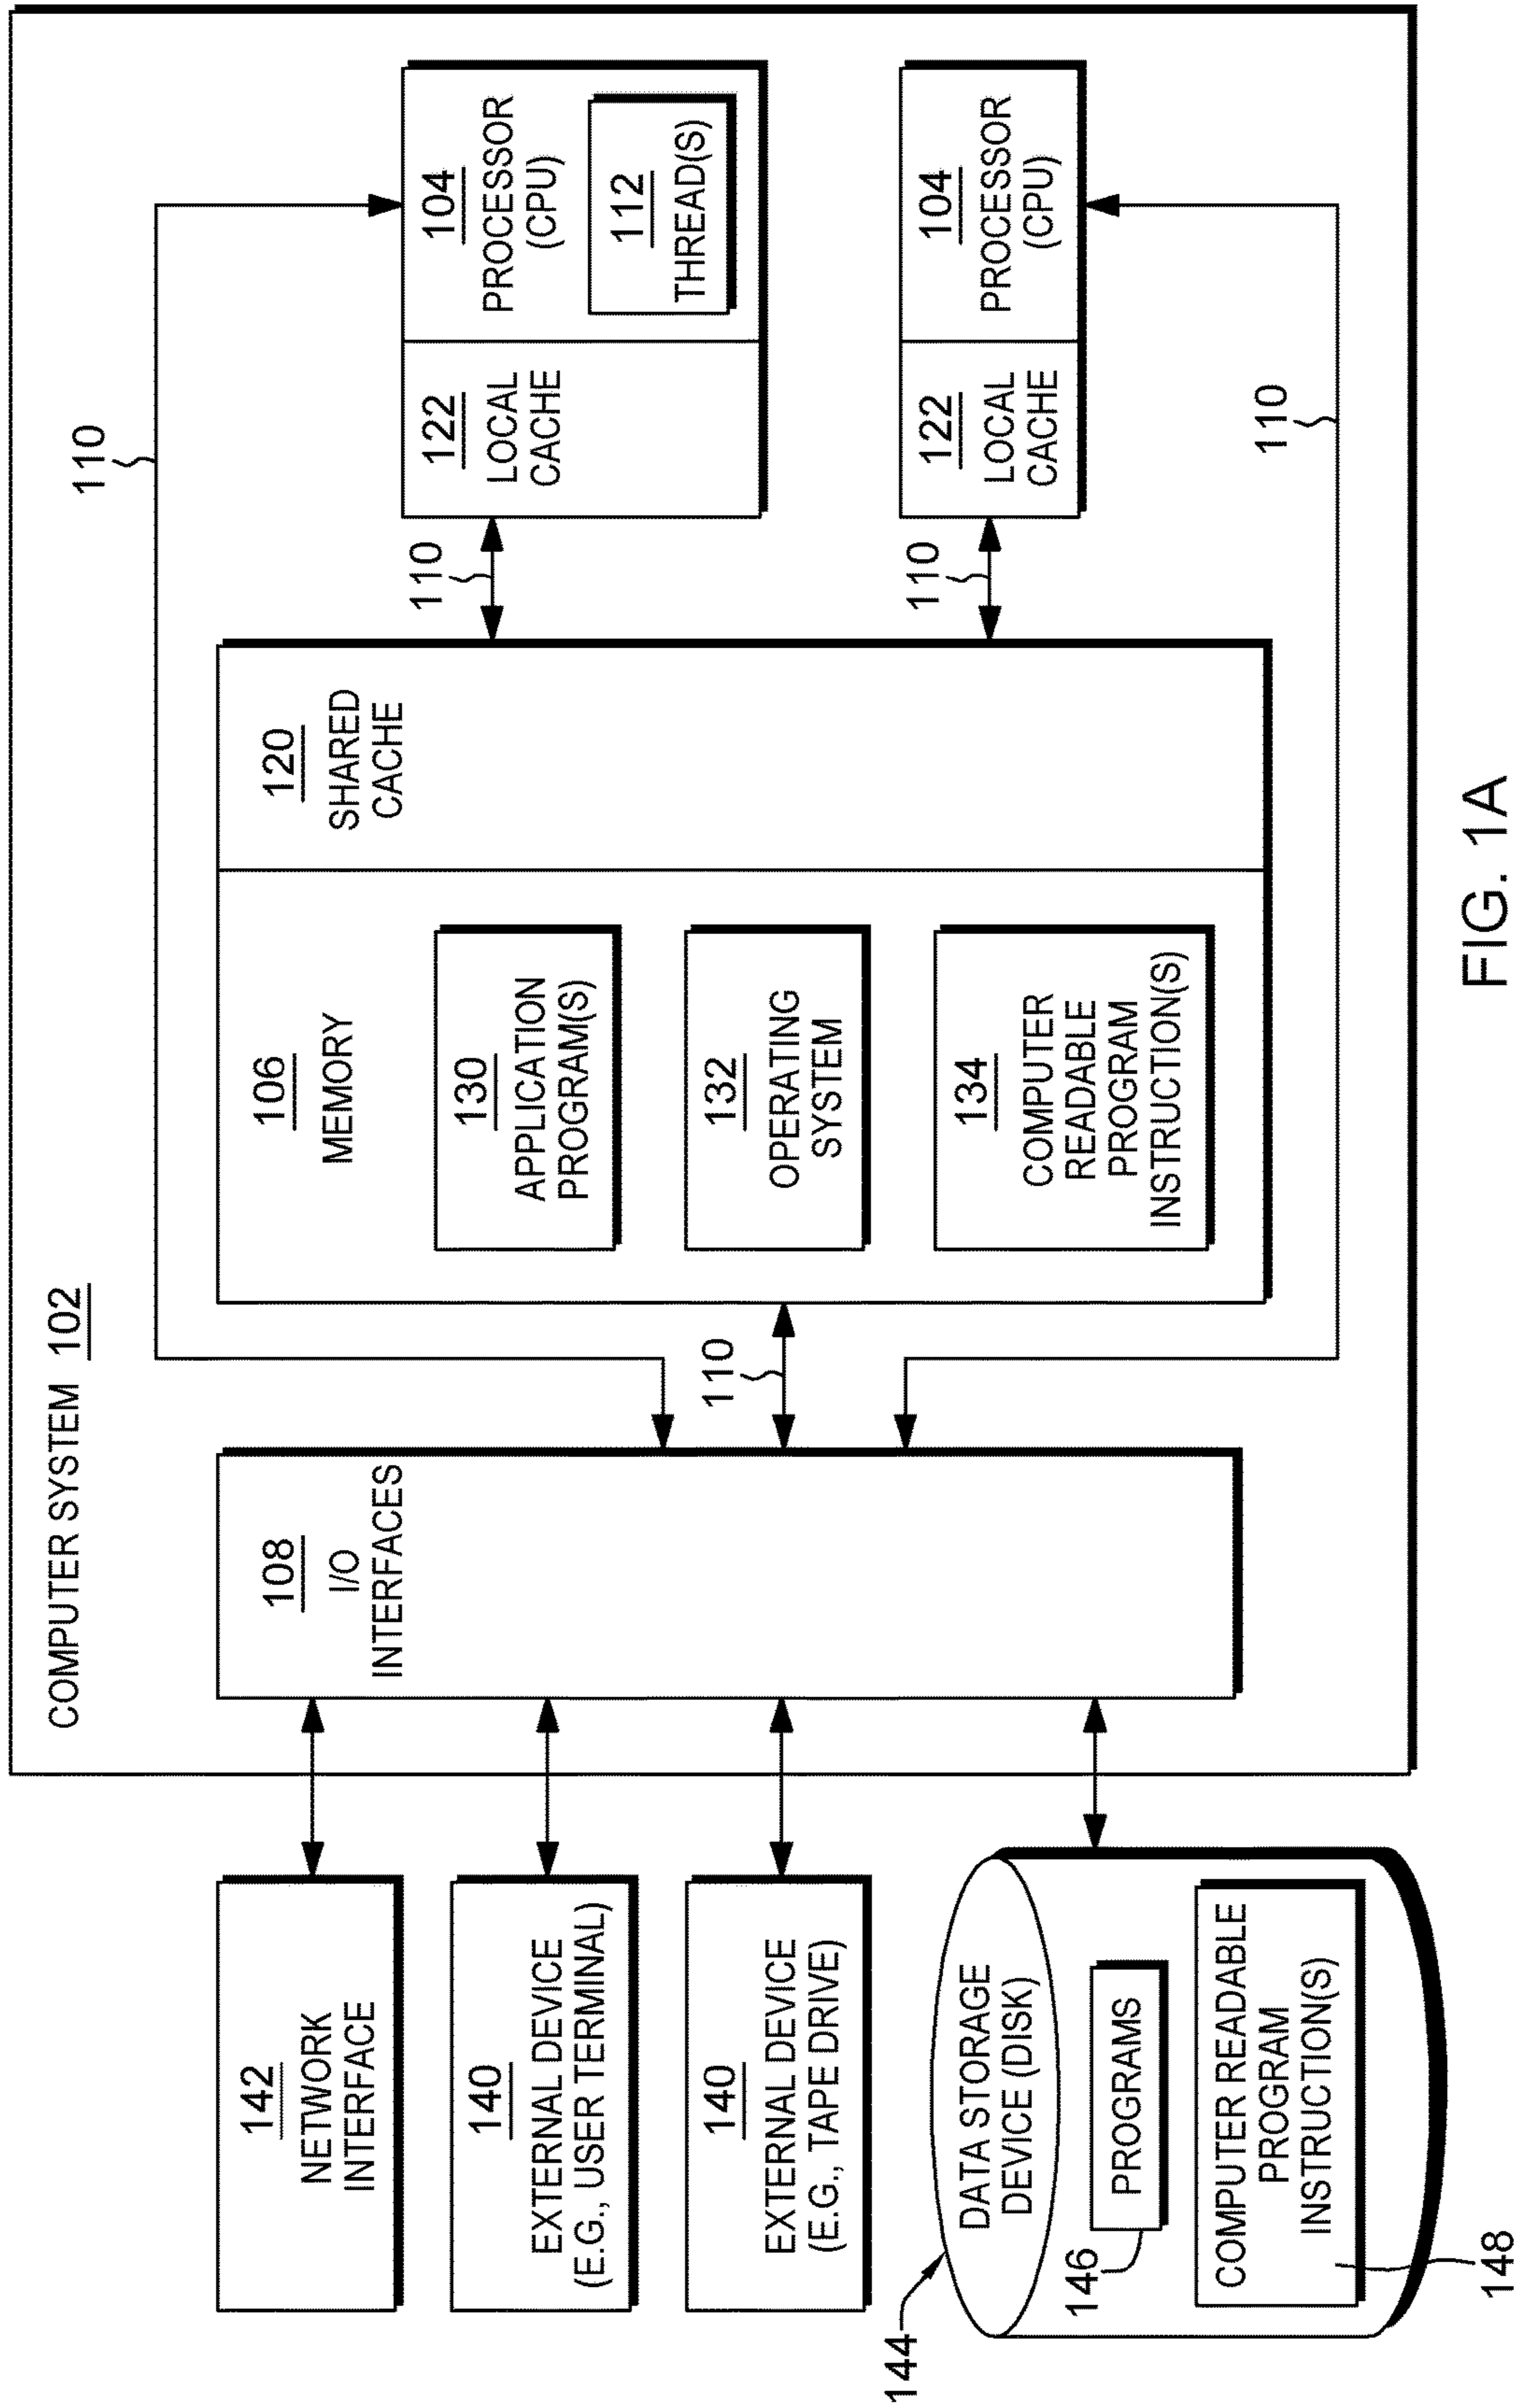 COMPUTER SYSTEM 102
142
NETWORK
INTERFACE
140
EXTERNAL DEVICE
(E.G., USER TERMINAL)
140
EXTERNAL DEVICE
(E.G., TAPE DRIVE)
144
DATA STORAGE
DEVICE (DISK)
146
PROGRAMS
COMPUTER READABLE
PROGRAM
INSTRUCTION(S)
148
108
I/O
INTERFACES
110
110
110
106
MEMORY
130
APPLICATION
PROGRAM(S)
132
OPERATING
SYSTEM
134
COMPUTER
READABLE
PROGRAM
INSTRUCTION(S)
120
SHARED
CACHE
110
110
122
LOCAL
CACHE
104
PROCESSOR
(CPU)
112
THREAD(S)
122
LOCAL
CACHE
104
PROCESSOR
(CPU)
FIG. 1A